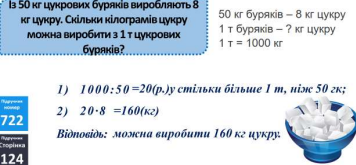 Із 50 кг цукрових буряків виробляють 8
кг цукру. Скільки кілограмів цукру
можна виробити з 1 т цукрових
буряків?
50 кг буряків – 8 кг цукру
1 т буряків – ? кг цукру
1 т = 1000 кг
1) 1000:50=20(р.)у стільки більше 1 т, ніж 50 гк;
2) 20·8 =160(кг)
Відповідь: можна виробити 160 кг цукру.
Підручник
номер
722
Підручник
Сторінка
124